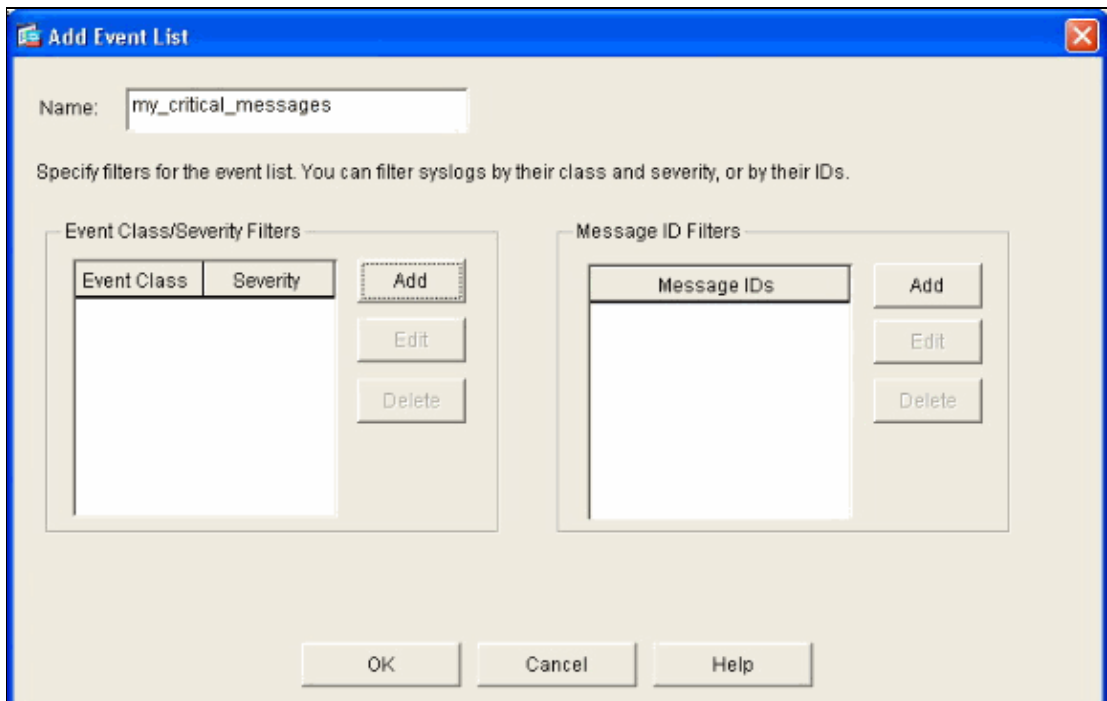 Add Event List
Name: my_critical_messages
Specify filters for the event list. You can filter syslogs by their class and severity, or by their IDs.
Event Class/Severity Filters
Event Class Severity
Add
Edit
Delete
Message ID Filters
Message IDs
Add
Edit
Delete
OK Cancel Help